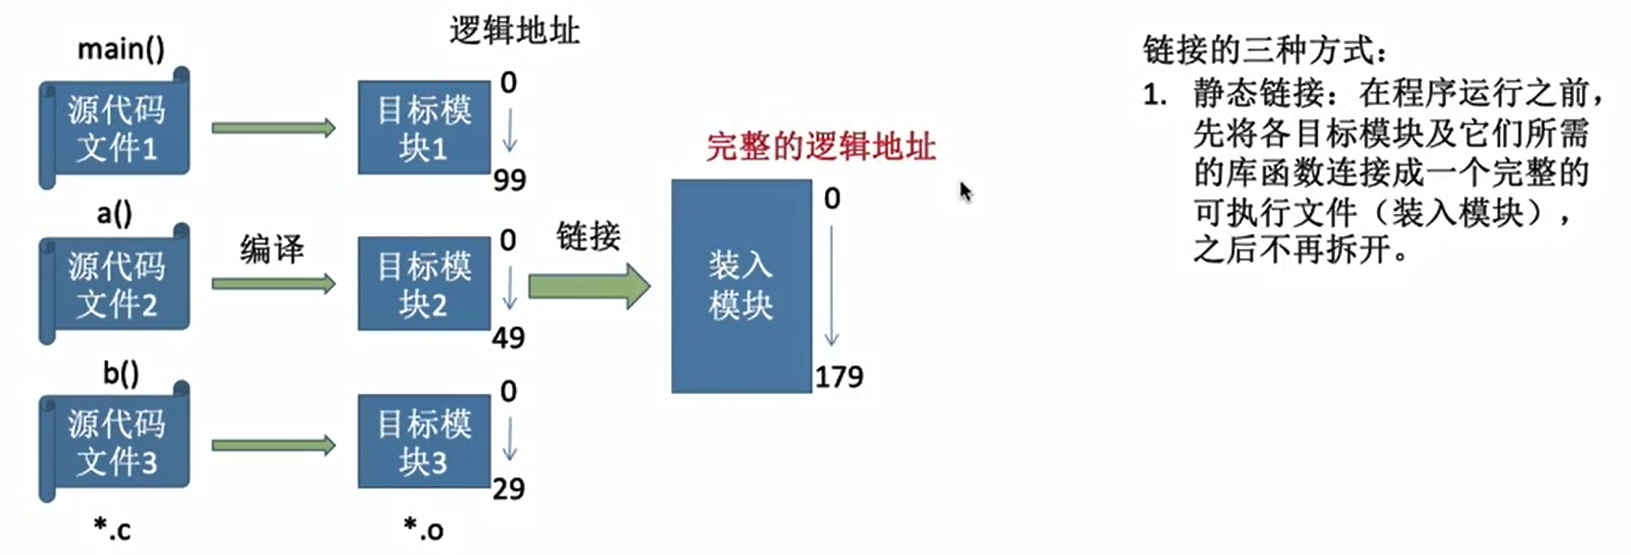 逻辑地址
main()
源代码
文件1
目标模
块1
0
99
a()
源代码
文件2
编译
目标模
块2
0
49
链接
b()
源代码
文件3
目标模
块3
0
29
*.c
*.o
完整的逻辑地址
装入
模块
0
179
链接的三种方式：
1. 静态链接：在程序运行之前，
先将各目标模块及它们所需
的库函数连接成一个完整的
可执行文件（装入模块），
之后不再拆开。